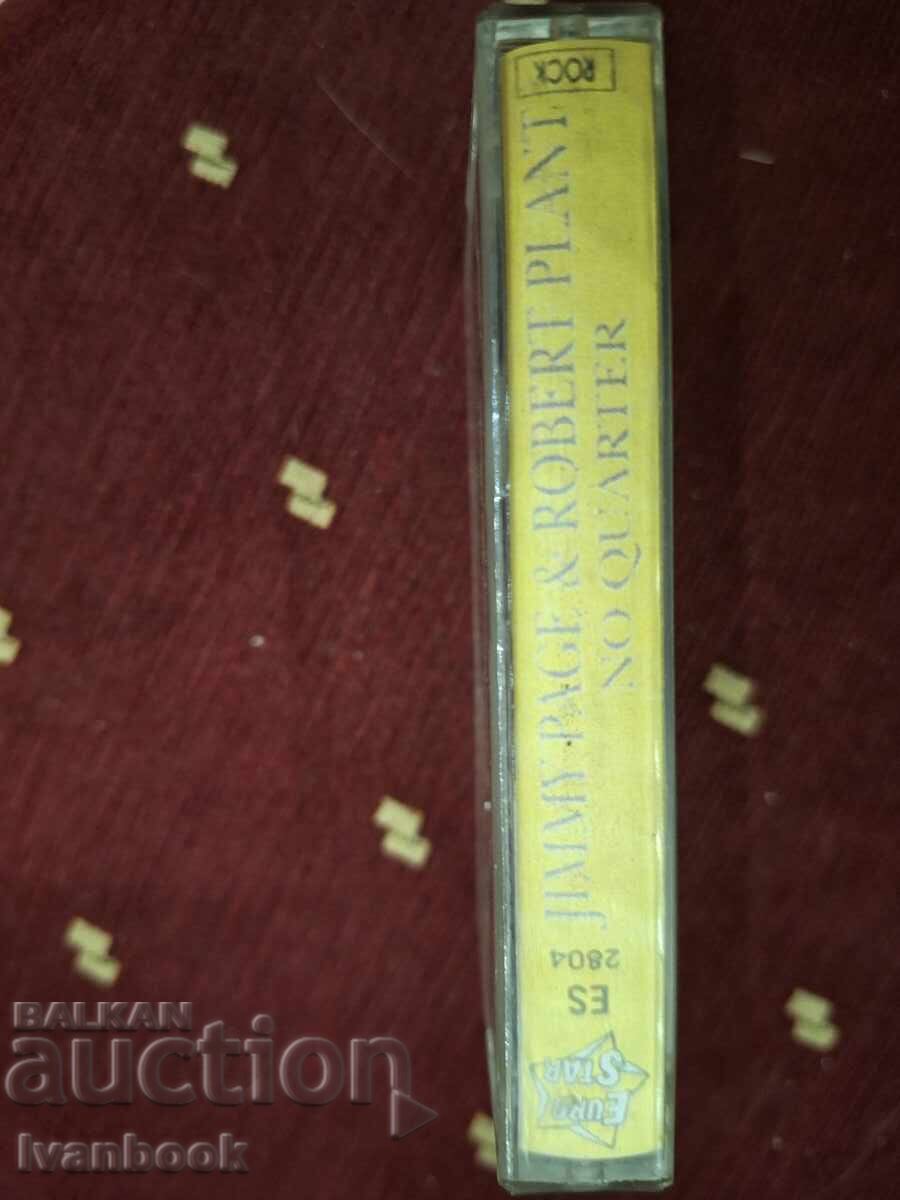 ROCK
JIMMY PAGE & ROBERT PLANT
NO QUARTER
ES
2804
EURO
STAR
BALKAN
auction
Ivanbook